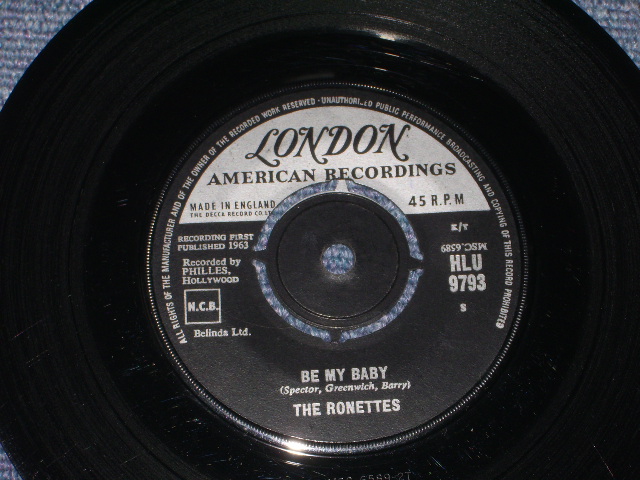 ALL RIGHTS OF THE MANUFACTURER AND OF THE OWNER OF THE RECORDED WORK RESERVED · UNAUTHORISED PUBLIC PERFORMANCE BROADCASTING AND COPYING OF THIS RECORD PROHIBITED
LONDON
AMERICAN RECORDINGS
MADE IN ENGLAND
THE DECCA RECORD CO. LTD
45 R.P.M
E/T
RECORDING FIRST
PUBLISHED 1963
MSC.6589
Recorded by
PHILLES,
HOLLYWOOD
HLU
9793
N.C.B.
S
Belinda Ltd.
BE MY BABY
(Spector, Greenwich, Barry)
THE RONETTES